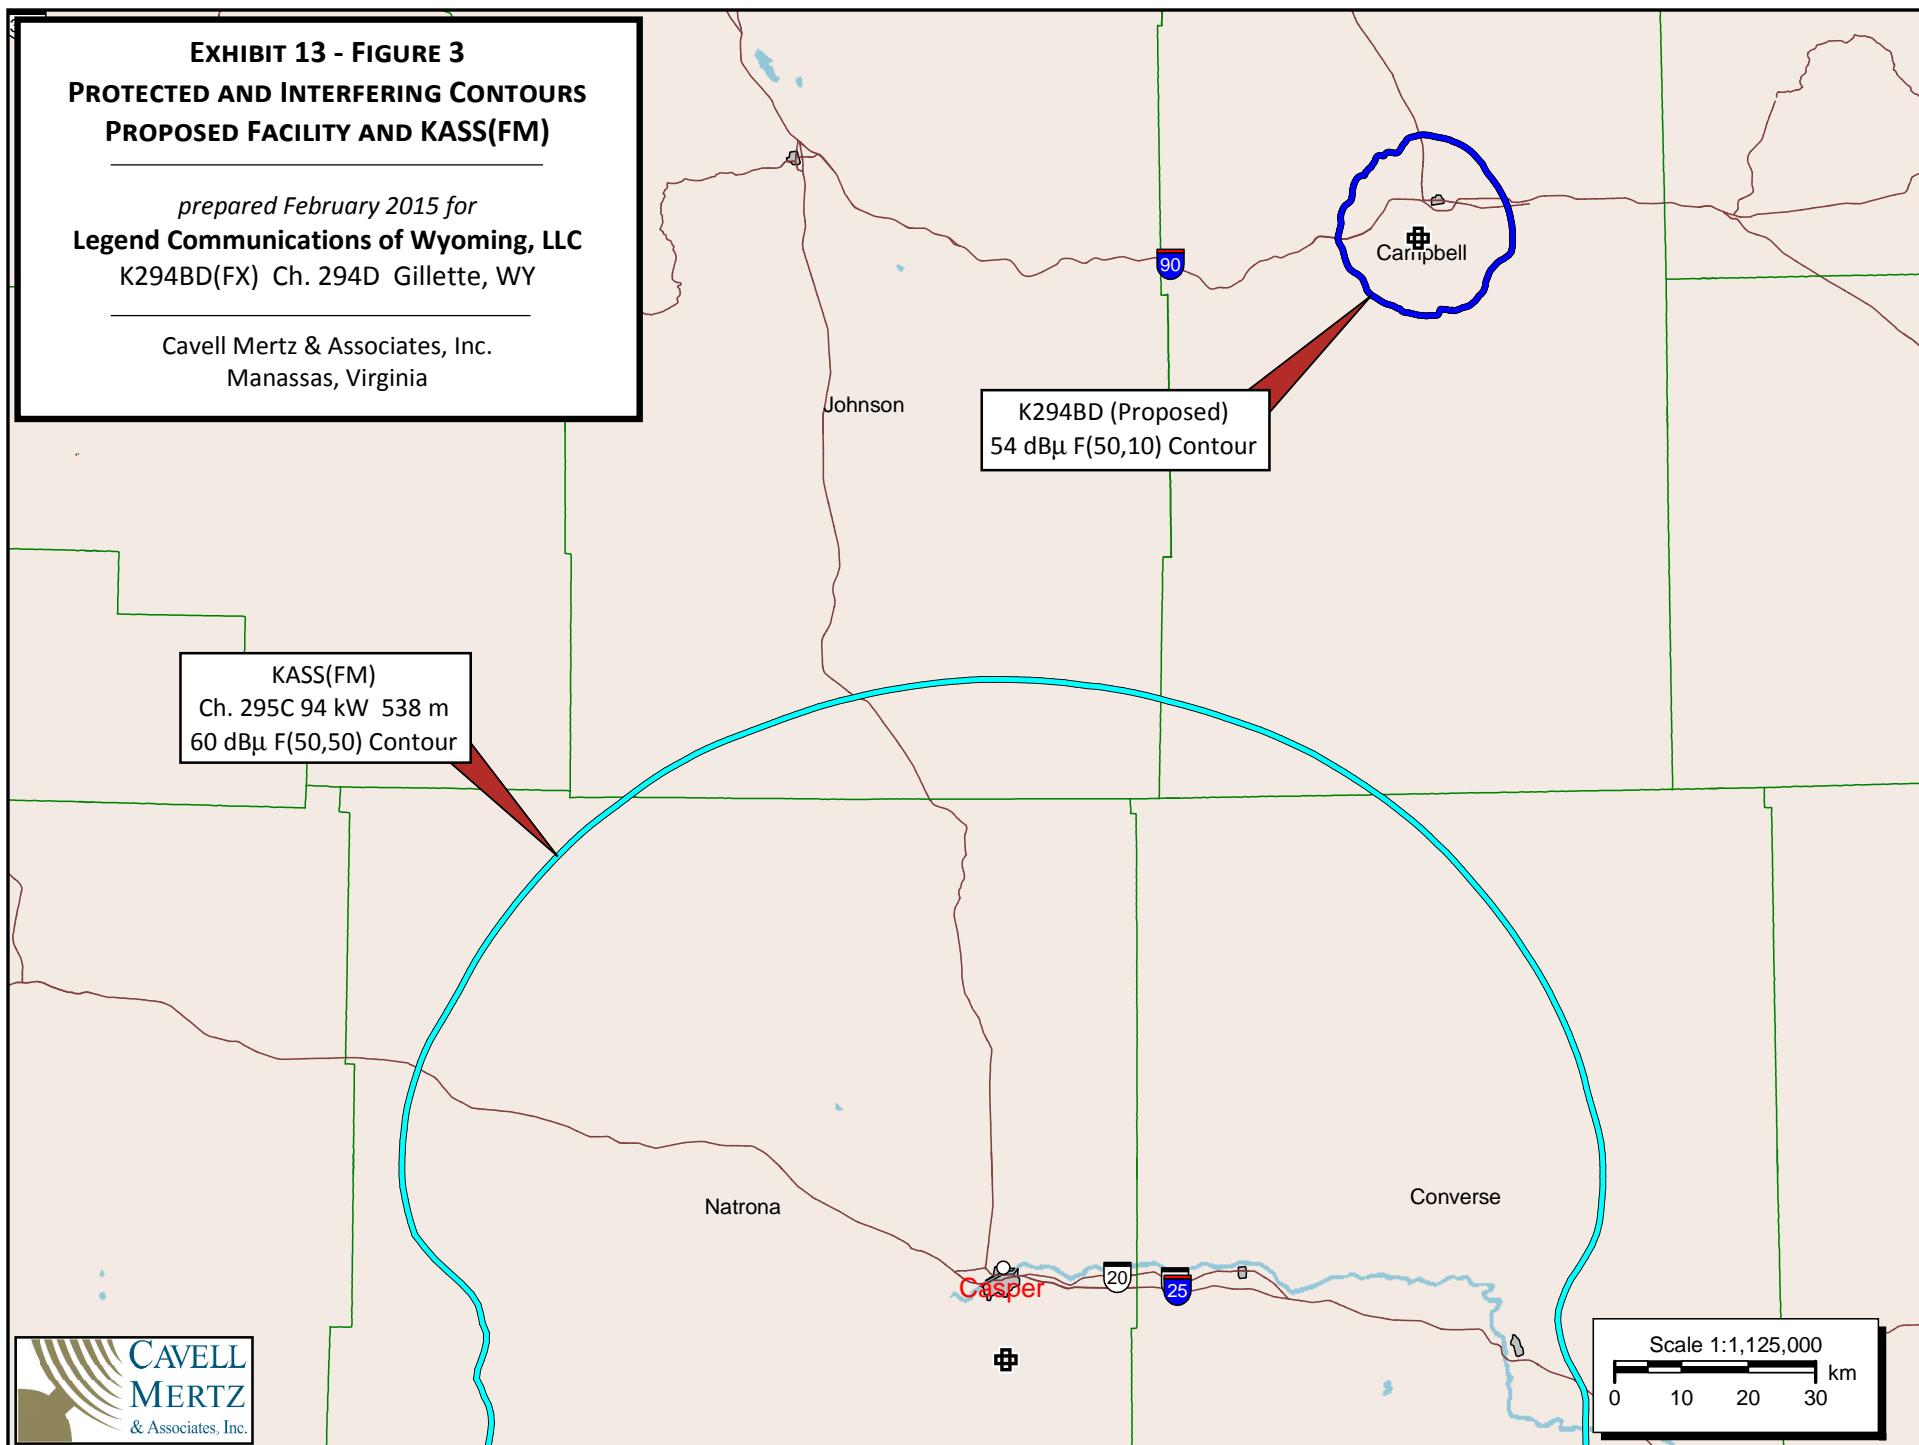 EXHIBIT 13 - FIGURE 3
PROTECTED AND INTERFERING CONTOURS
PROPOSED FACILITY AND KASS(FM)
prepared February 2015 for
Legend Communications of Wyoming, LLC
K294BD(FX) Ch. 294D Gillette, WY
Cavell Mertz & Associates, Inc.
Manassas, Virginia
90
Campbell
Johnson
K294BD (Proposed)
54 dBµ F(50,10) Contour
KASS(FM)
Ch. 295C 94 kW 538 m
60 dBµ F(50,50) Contour
Natrona
Converse
Casper
20
25
CAVELL
MERTZ
& Associates, Inc.
Scale 1:1,125,000
km
0 10 20 30